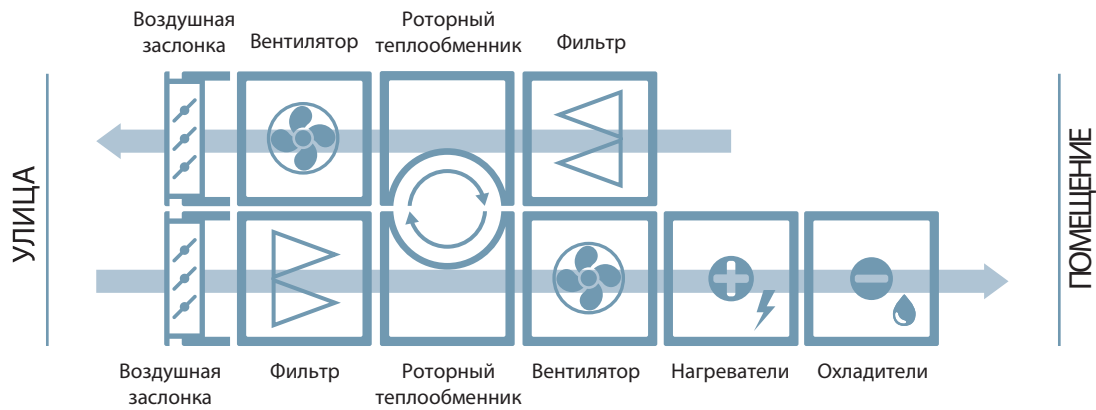 Воздушная
заслонка
Вентилятор
Роторный
теплообменник
Фильтр
УЛИЦА
ПОМЕЩЕНИЕ
Воздушная
заслонка
Фильтр
Роторный
теплообменник
Вентилятор
Нагреватели
Охладители